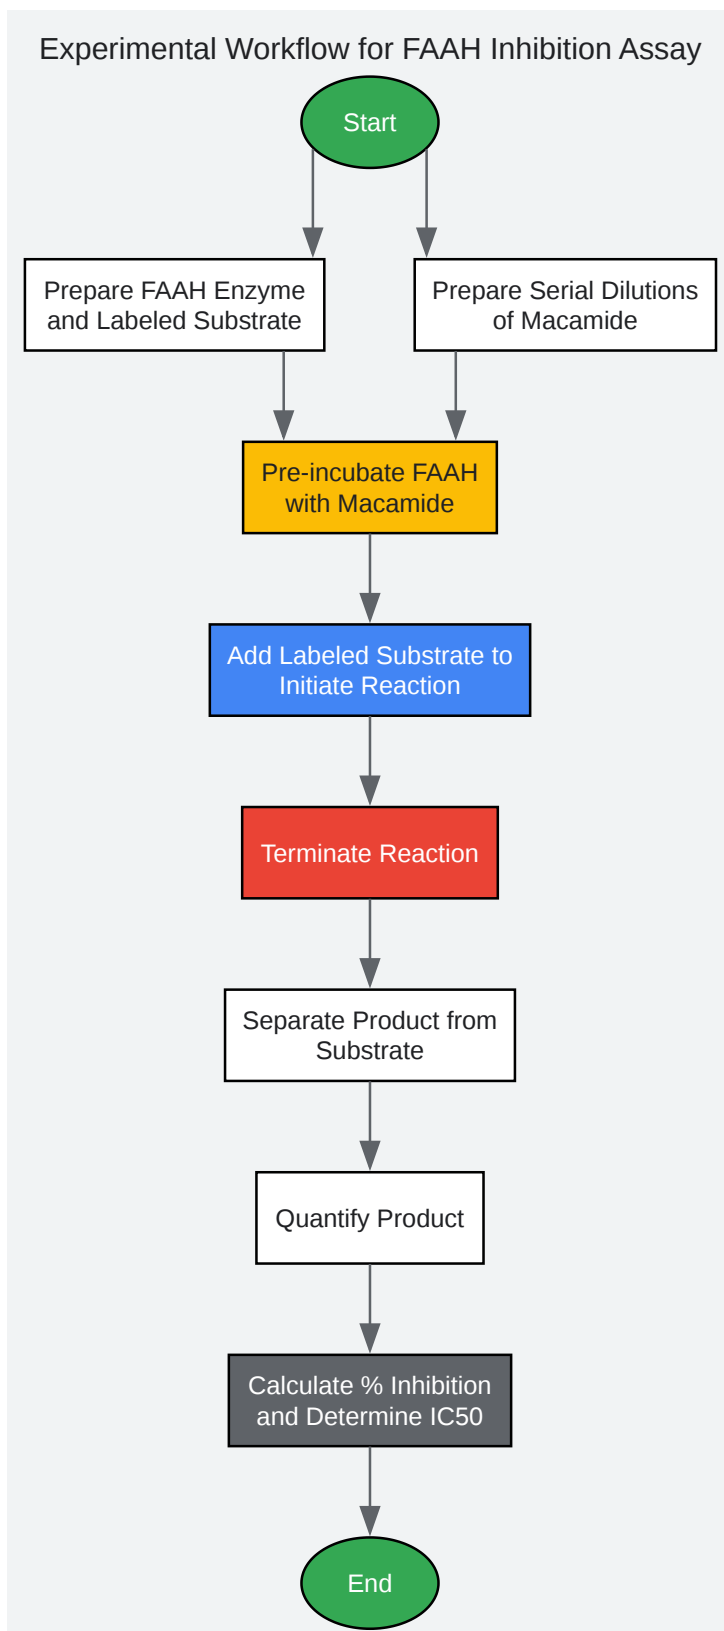 Experimental Workflow for FAAH Inhibition Assay
Start
Prepare FAAH Enzyme
and Labeled Substrate
Prepare Serial Dilutions
of Macamide
Pre-incubate FAAH
with Macamide
Add Labeled Substrate to
Initiate Reaction
Terminate Reaction
Separate Product from
Substrate
Quantify Product
Calculate % Inhibition
and Determine IC50
End